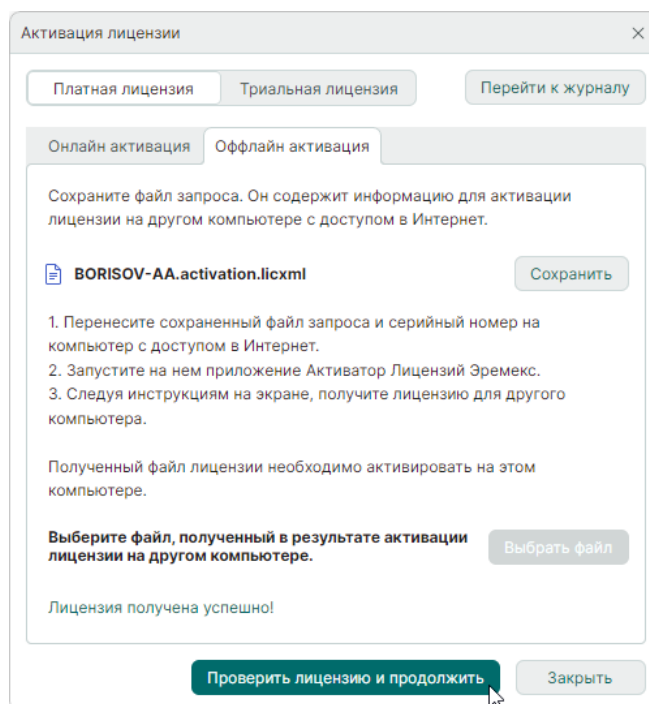 Активация лицензии
Платная лицензия
Триальная лицензия
Перейти к журналу
Онлайн активация
Оффлайн активация
Сохраните файл запроса. Он содержит информацию для активации
лицензии на другом компьютере с доступом в Интернет.
BORISOV-AA.activation.licxml
Сохранить
1. Перенесите сохраненный файл запроса и серийный номер на
компьютер с доступом в Интернет.
2. Запустите на нем приложение Активатор Лицензий Эремекс.
3. Следуя инструкциям на экране, получите лицензию для другого
компьютера.
Полученный файл лицензии необходимо активировать на этом
компьютере.
Выберите файл, полученный в результате активации
лицензии на другом компьютере.
Выбрать файл
Лицензия получена успешно!
Проверить лицензию и продолжить
Закрыть